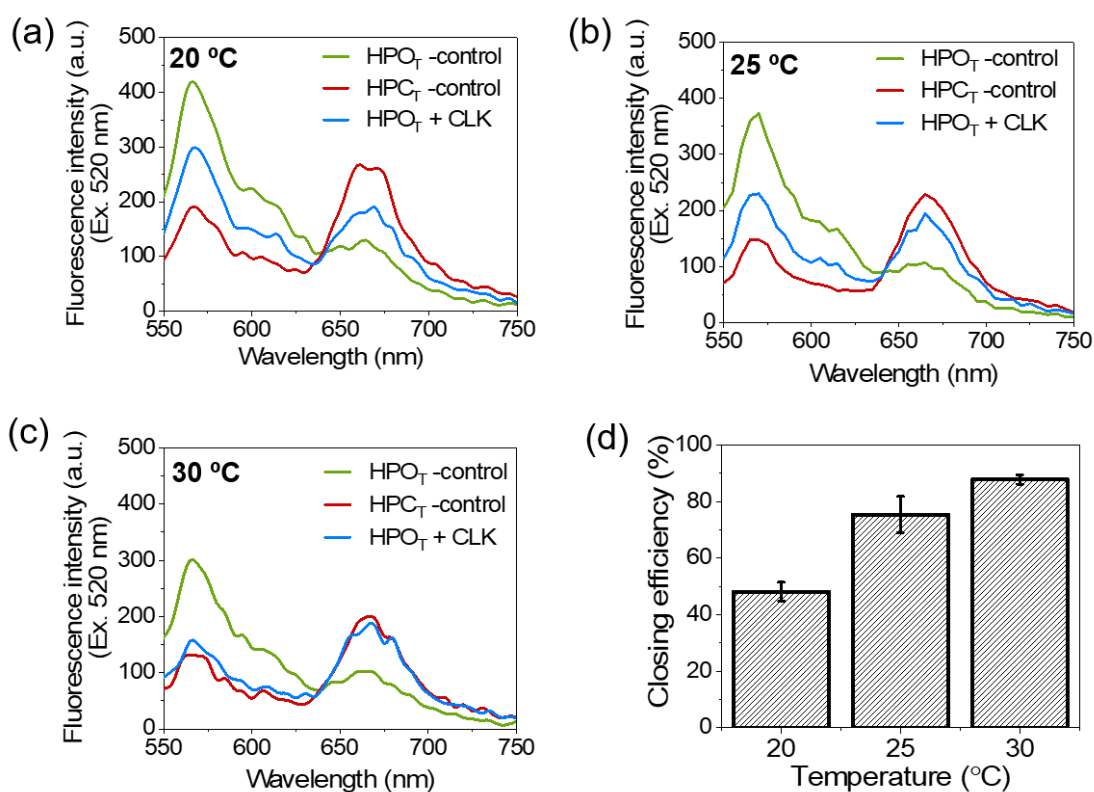 (a)
20 ºC
HPO_T -control
HPC_T -control
HPO_T + CLK
Fluorescence intensity (a.u.)
(Ex. 520 nm)
500
400
300
200
100
0
550 600 650 700 750
Wavelength (nm)
(b)
25 ºC
HPO_T -control
HPC_T -control
HPO_T + CLK
Fluorescence intensity (a.u.)
(Ex. 520 nm)
500
400
300
200
100
0
550 600 650 700 750
Wavelength (nm)
(c)
30 ºC
HPO_T -control
HPC_T -control
HPO_T + CLK
Fluorescence intensity (a.u.)
(Ex. 520 nm)
500
400
300
200
100
0
550 600 650 700 750
Wavelength (nm)
(d)
Closing efficiency (%)
100
80
60
40
20
0
20 25 30
Temperature (°C)